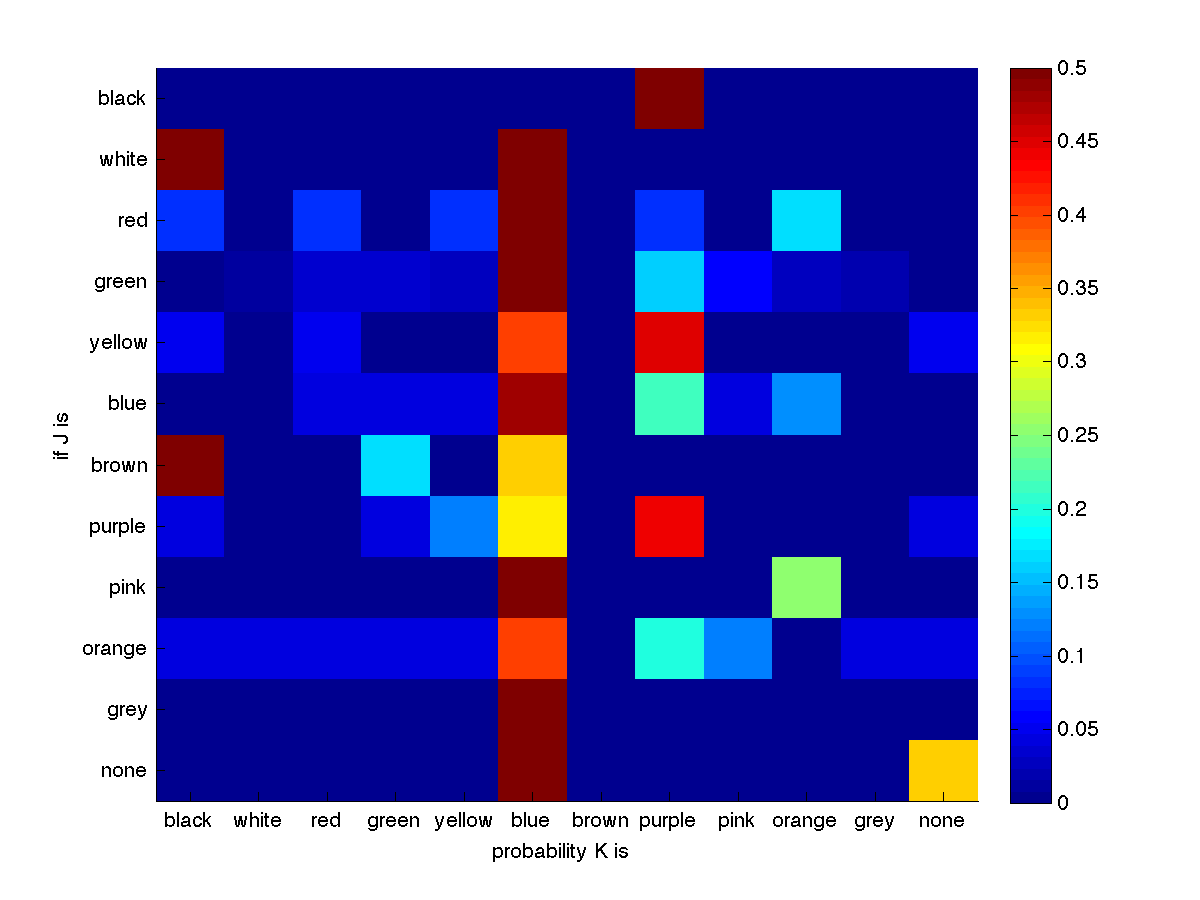 black
white
red
green
yellow
blue
brown
purple
pink
orange
grey
none
if J is
black white red green yellow blue brown purple pink orange grey none
probability K is
0.5
0.45
0.4
0.35
0.3
0.25
0.2
0.15
0.1
0.05
0